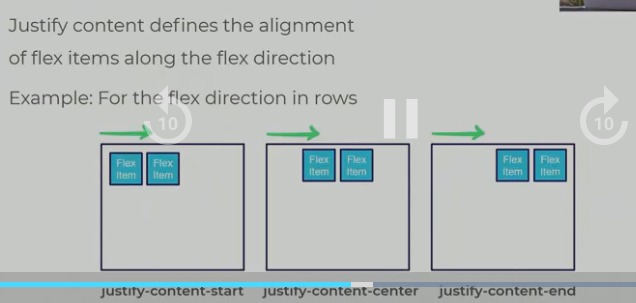 Justify content defines the alignment
of flex items along the flex direction
Example: For the flex direction in rows
10
10
Flex Item
Flex Item
Flex Item
Flex Item
Flex Item
Flex Item
justify-content-start
justify-content-center
justify-content-end